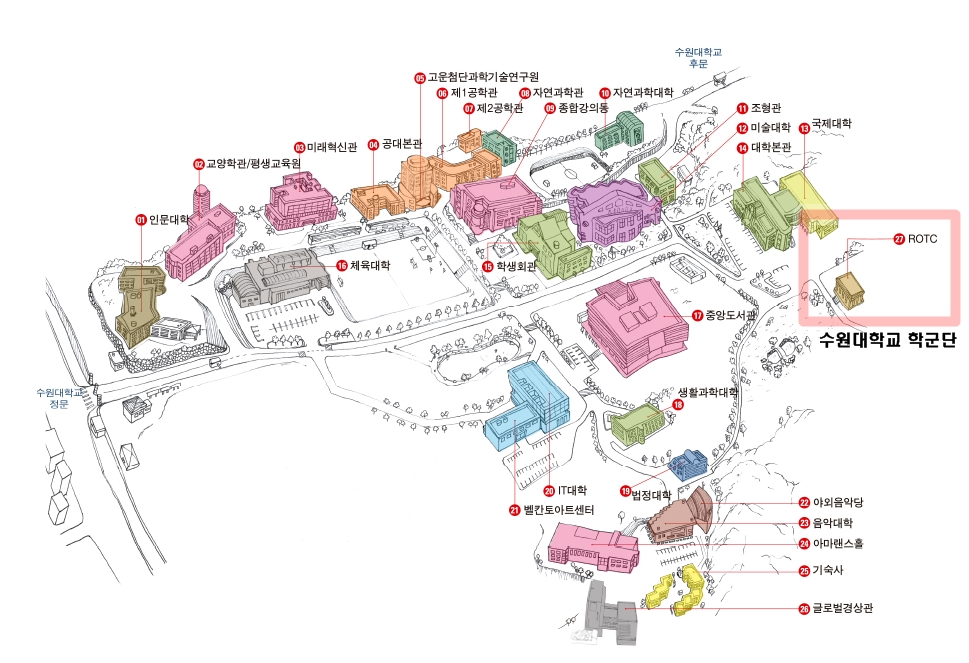 수원대학교
후문
05 고운첨단과학기술연구원
06 제1공학관
08 자연과학관
10 자연과학대학
07 제2공학관
09 종합강의동
11 조형관
12 미술대학
13 국제대학
03 미래혁신관
04 공대본관
14 대학본관
02 교양학관/평생교육원
01 인문대학
27 ROTC
16 체육대학
15 학생회관
17 중앙도서관
수원대학교 학군단
수원대학교
정문
생활과학대학
18
20 IT대학
19 법정대학
21 벨칸토아트센터
22 야외음악당
23 음악대학
24 아마랜스홀
25 기숙사
26 글로벌경상관